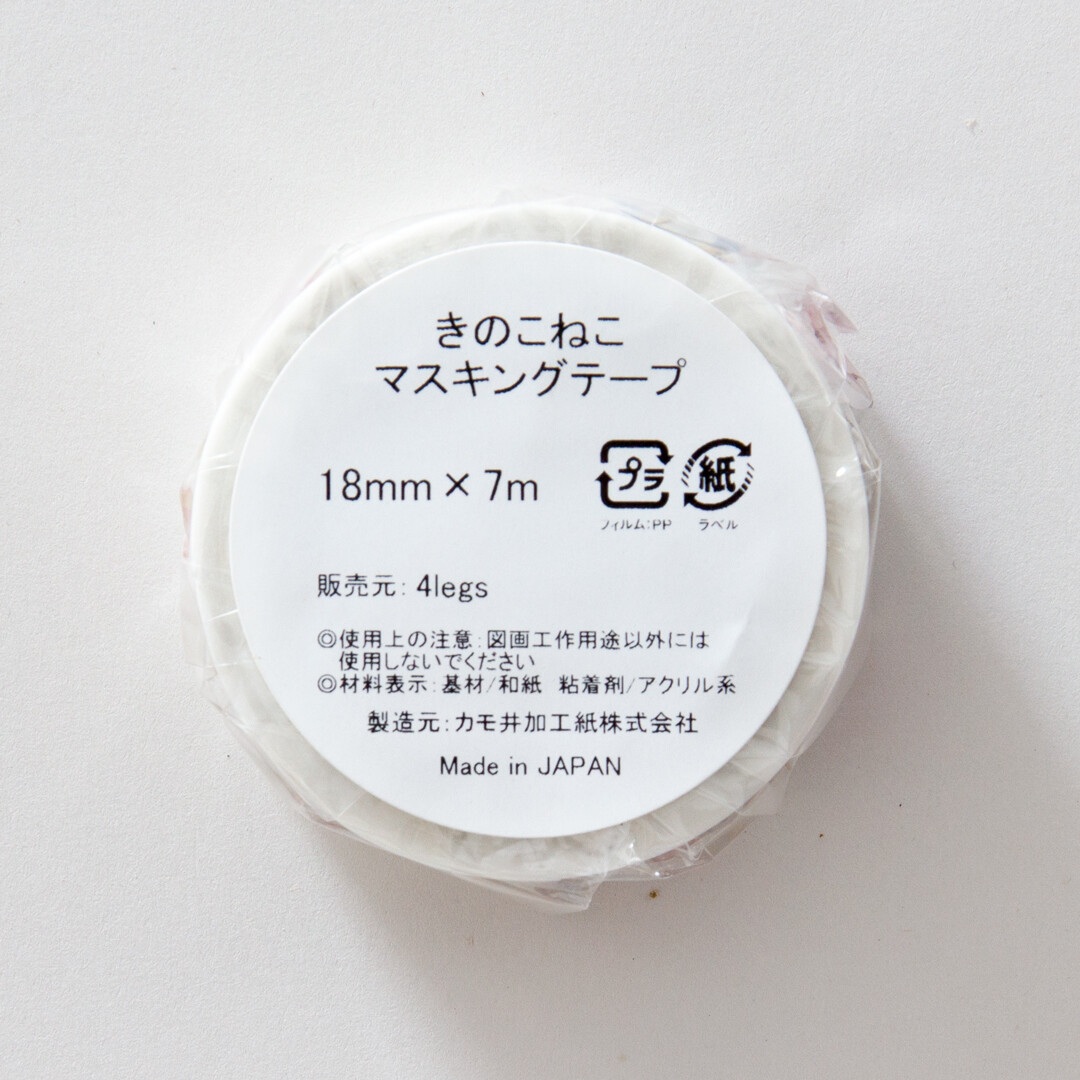 きのこねこ
マスキングテープ
18mm × 7m
プラ 紙
フィルム:PP ラベル
販売元: 4legs
◎使用上の注意:図画工作用途以外には
使用しないでください
◎材料表示:基材/和紙 粘着剤/アクリル系
製造元:カモ井加工紙株式会社
Made in JAPAN